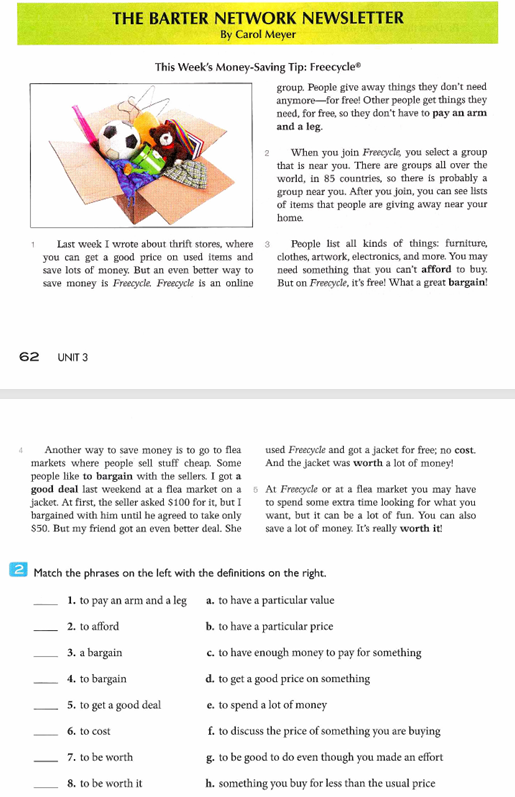 THE BARTER NETWORK NEWSLETTER
By Carol Meyer
This Week's Money-Saving Tip: Freecycle®
1 Last week I wrote about thrift stores, where
you can get a good price on used items and
save lots of money. But an even better way to
save money is Freecycle. Freecycle is an online
group. People give away things they don't need
anymore—for free! Other people get things they
need, for free, so they don't have to pay an arm
and a leg.
2 When you join Freecycle, you select a group
that is near you. There are groups all over the
world, in 85 countries, so there is probably a
group near you. After you join, you can see lists
of items that people are giving away near your
home.
3 People list all kinds of things: furniture,
clothes, artwork, electronics, and more. You may
need something that you can't afford to buy.
But on Freecycle, it's free! What a great bargain!
62 UNIT 3
4 Another way to save money is to go to flea
markets where people sell stuff cheap. Some
people like to bargain with the sellers. I got a
good deal last weekend at a flea market on a
jacket. At first, the seller asked $100 for it, but I
bargained with him until he agreed to take only
$50. But my friend got an even better deal. She
used Freecycle and got a jacket for free; no cost.
And the jacket was worth a lot of money!
5 At Freecycle or at a flea market you may have
to spend some extra time looking for what you
want, but it can be a lot of fun. You can also
save a lot of money. It's really worth it!
2 Match the phrases on the left with the definitions on the right.
____ 1. to pay an arm and a leg a. to have a particular value
____ 2. to afford b. to have a particular price
____ 3. a bargain c. to have enough money to pay for something
____ 4. to bargain d. to get a good price on something
____ 5. to get a good deal e. to spend a lot of money
____ 6. to cost f. to discuss the price of something you are buying
____ 7. to be worth g. to be good to do even though you made an effort
____ 8. to be worth it h. something you buy for less than the usual price